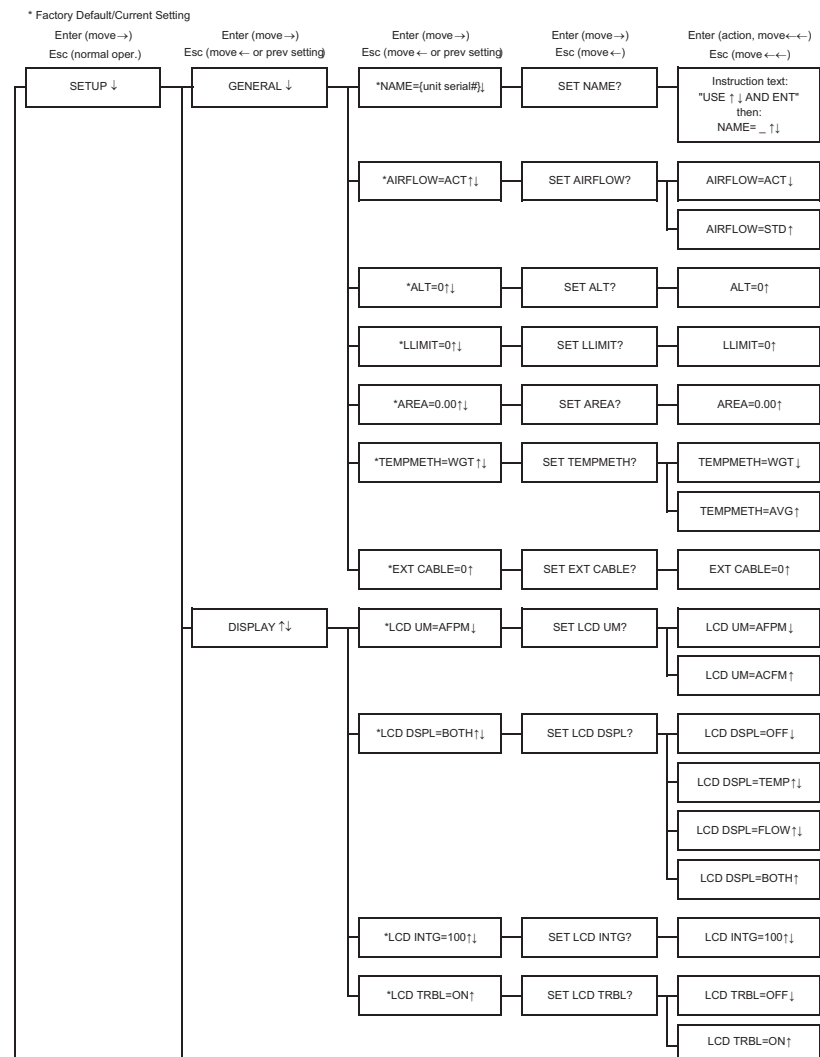 * Factory Default/Current Setting
Enter (move→)
Esc (normal oper.)
Enter (move→)
Esc (move← or prev setting)
Enter (move→)
Esc (move← or prev setting)
Enter (move→)
Esc (move←)
Enter (action, move←←)
Esc (move←←)
SETUP ↓
GENERAL ↓
*NAME={unit serial#}↓
SET NAME?
Instruction text:
"USE ↑↓ AND ENT"
then:
NAME= _ ↑↓
*AIRFLOW=ACT↑↓
SET AIRFLOW?
AIRFLOW=ACT↓
AIRFLOW=STD↑
*ALT=0↑↓
SET ALT?
ALT=0↑
*LLIMIT=0↑↓
SET LLIMIT?
LLIMIT=0↑
*AREA=0.00↑↓
SET AREA?
AREA=0.00↑
*TEMPMETH=WGT↑↓
SET TEMPMETH?
TEMPMETH=WGT↓
TEMPMETH=AVG↑
*EXT CABLE=0↑
SET EXT CABLE?
EXT CABLE=0↑
DISPLAY ↑↓
*LCD UM=AFPM↓
SET LCD UM?
LCD UM=AFPM↓
LCD UM=ACFM↑
*LCD DSPL=BOTH↑↓
SET LCD DSPL?
LCD DSPL=OFF↓
LCD DSPL=TEMP↑↓
LCD DSPL=FLOW↑↓
LCD DSPL=BOTH↑
*LCD INTG=100↑↓
SET LCD INTG?
LCD INTG=100↑↓
*LCD TRBL=ON↑
SET LCD TRBL?
LCD TRBL=OFF↓
LCD TRBL=ON↑